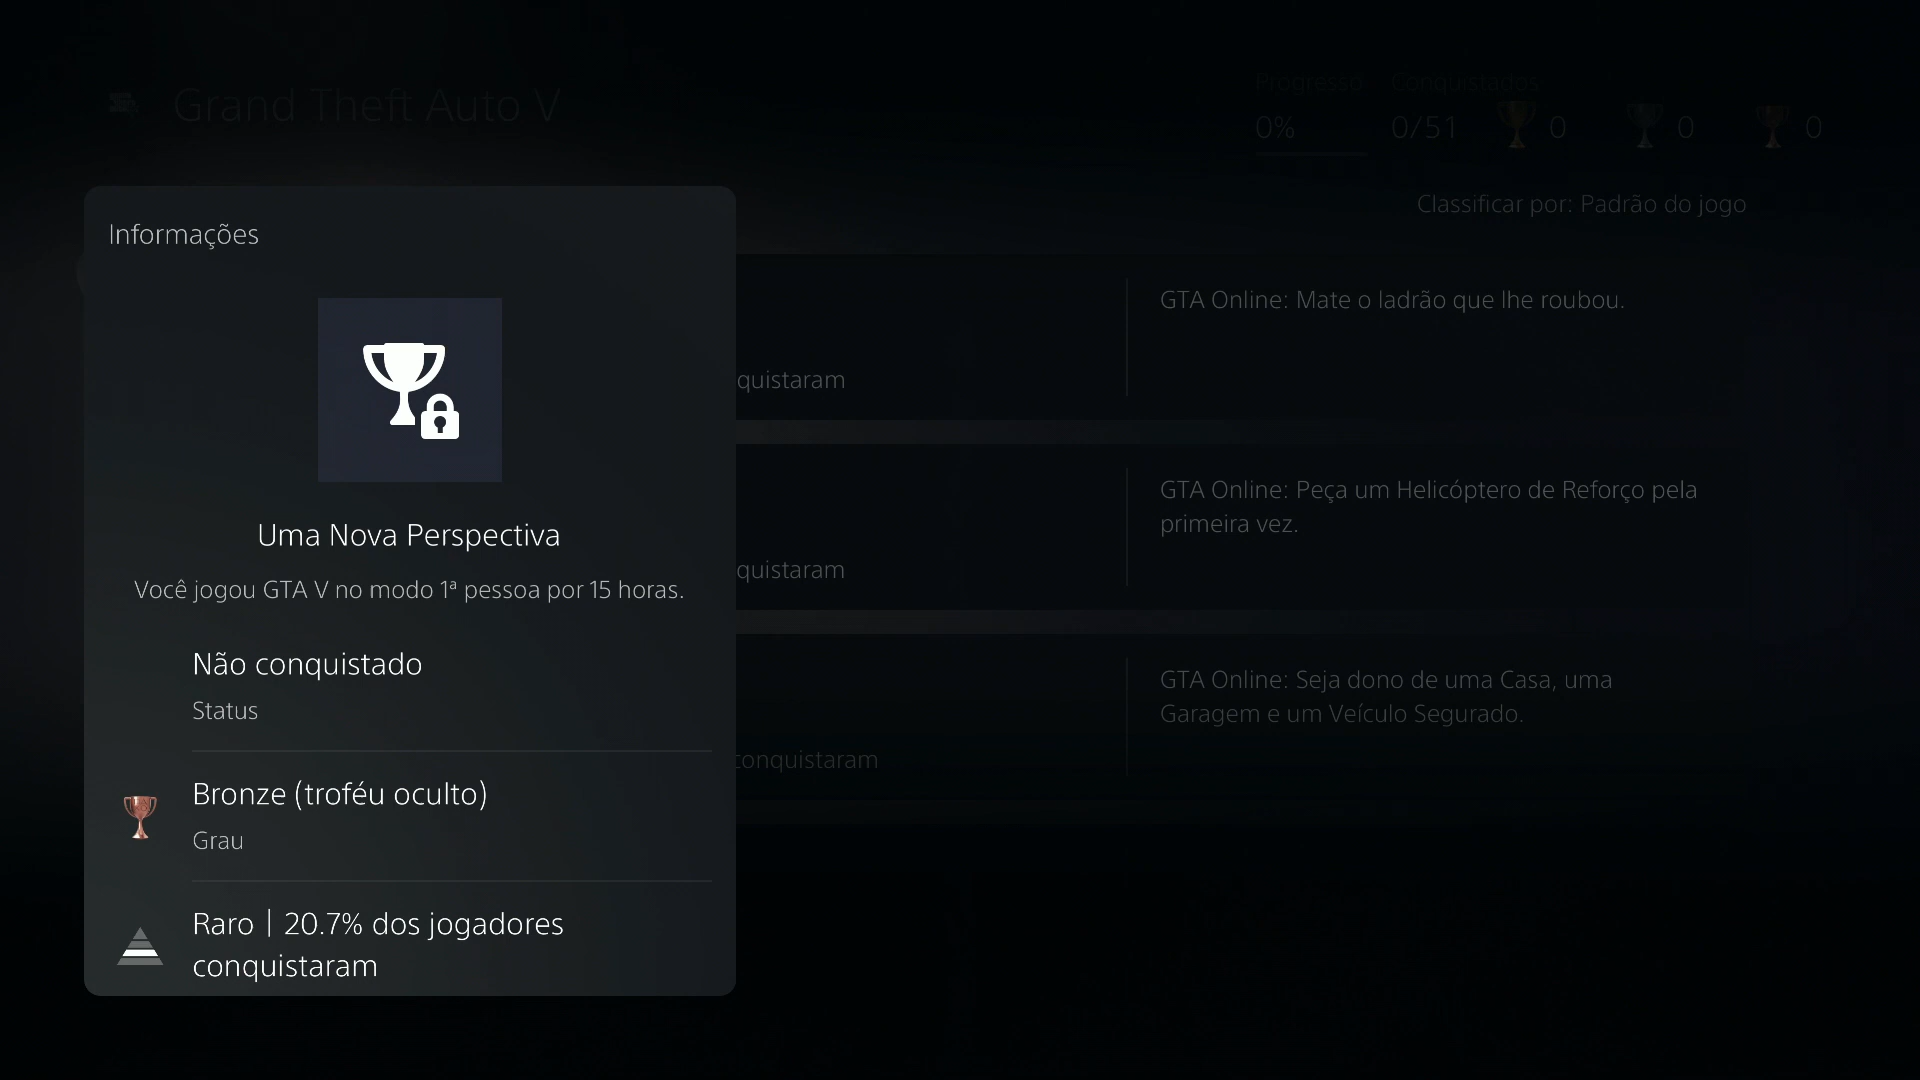 Grand Theft Auto V
Progresso
Conquistados
0%
0/51
0
0
0
Classificar por: Padrão do jogo
Informações
Uma Nova Perspectiva
Você jogou GTA V no modo 1ª pessoa por 15 horas.
Não conquistado
Status
Bronze (troféu oculto)
Grau
Raro | 20.7% dos jogadores
conquistaram
GTA Online: Mate o ladrão que lhe roubou.
quistaram
GTA Online: Peça um Helicóptero de Reforço pela
primeira vez.
quistaram
GTA Online: Seja dono de uma Casa, uma
Garagem e um Veículo Segurado.
conquistaram